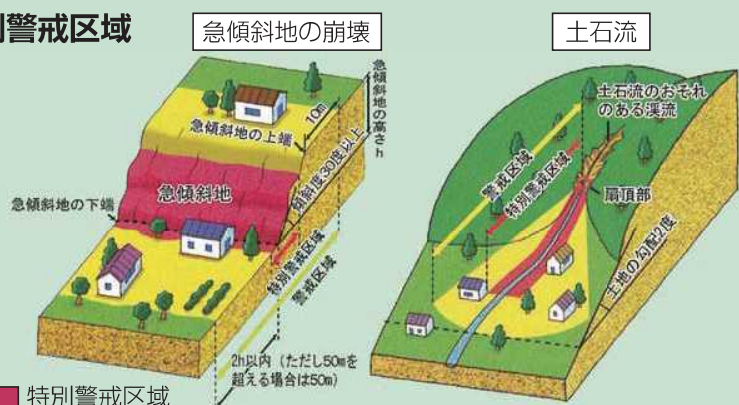 別警戒区域
急傾斜地の崩壊
土石流
急傾斜地の高さh
10m
急傾斜地の上端
急傾斜地
傾斜度30度以上
急傾斜地の下端
特別警戒区域
警戒区域
2h以内（ただし50mを
超える場合は50m）
土石流のおそれ
のある渓流
警戒区域
特別警戒区域
扇頂部
土地の勾配2度
特別警戒区域